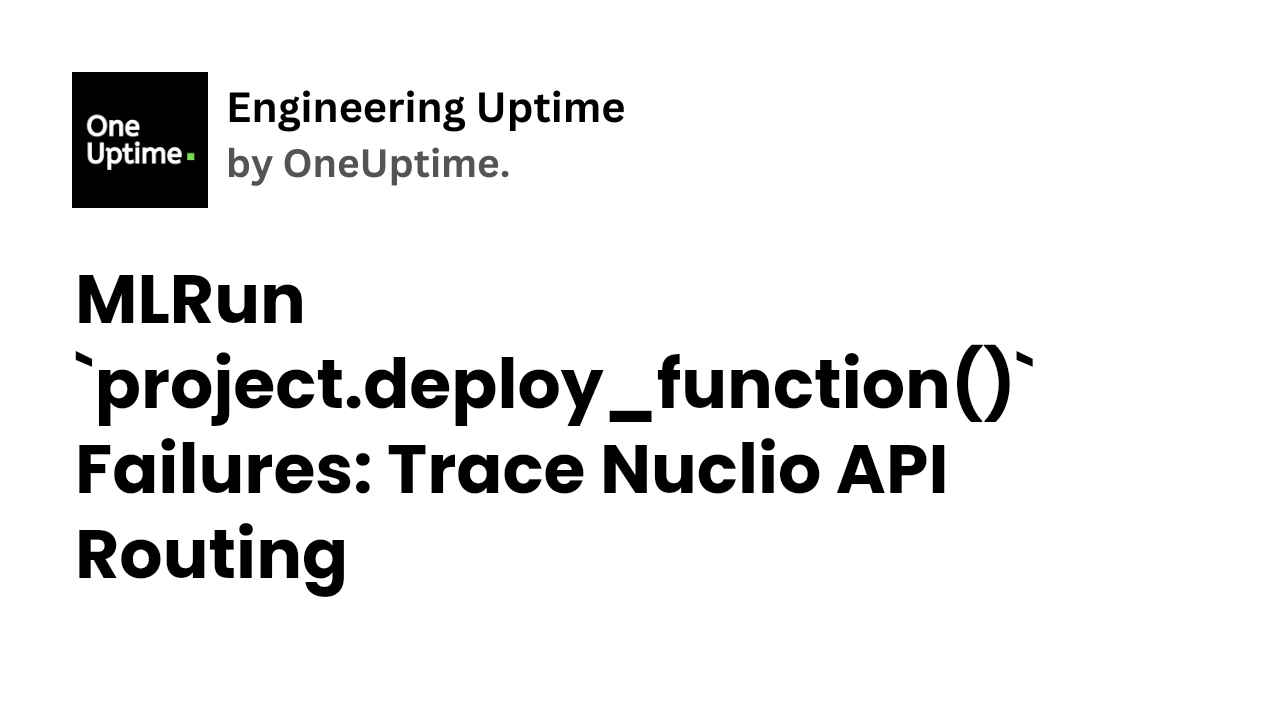 One
Uptime.
Engineering Uptime
by OneUptime.
MLRun
`project.deploy_function()`
Failures: Trace Nuclio API
Routing